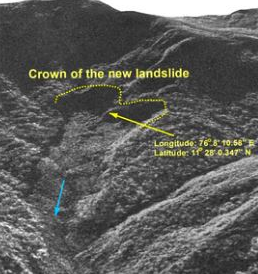 Crown of the new landslide
Longitude: 76° 8' 10.56" E
Latitude: 11° 28' 0.347" N